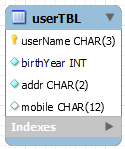 userTBL
userName CHAR(3)
birthYear INT
addr CHAR(2)
mobile CHAR(12)
Indexes